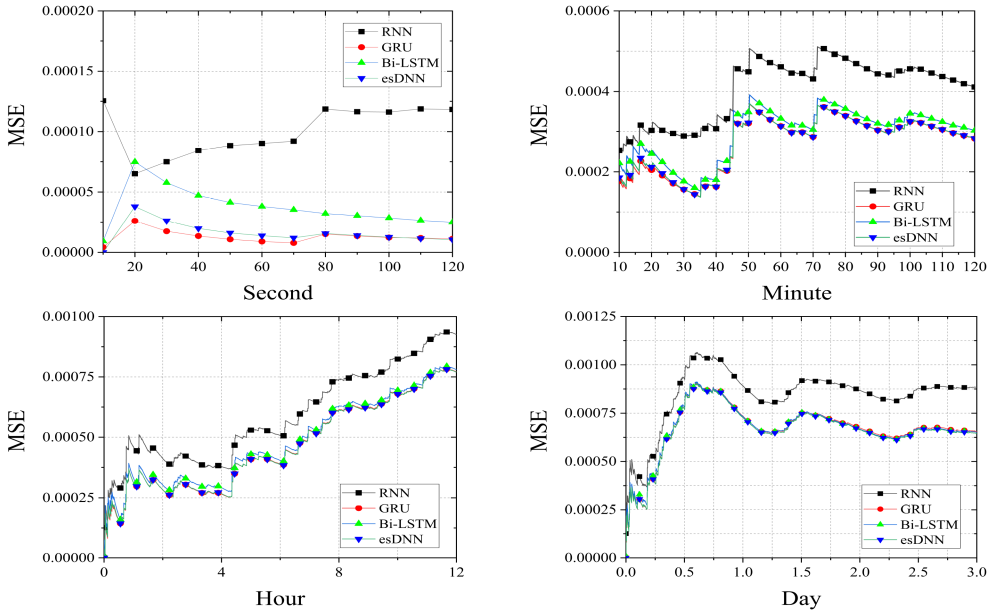 0.00020
0.00015
0.00010
0.00005
0.00000
MSE
RNN
GRU
Bi-LSTM
esDNN
20 40 60 80 100 120
Second
0.0006
0.0004
0.0002
0.0000
MSE
RNN
GRU
Bi-LSTM
esDNN
10 20 30 40 50 60 70 80 90 100 110 120
Minute
0.00100
0.00075
0.00050
0.00025
0.00000
MSE
RNN
GRU
Bi-LSTM
esDNN
0 4 8 12
Hour
0.00125
0.00100
0.00075
0.00050
0.00025
0.00000
MSE
RNN
GRU
Bi-LSTM
esDNN
0.0 0.5 1.0 1.5 2.0 2.5 3.0
Day